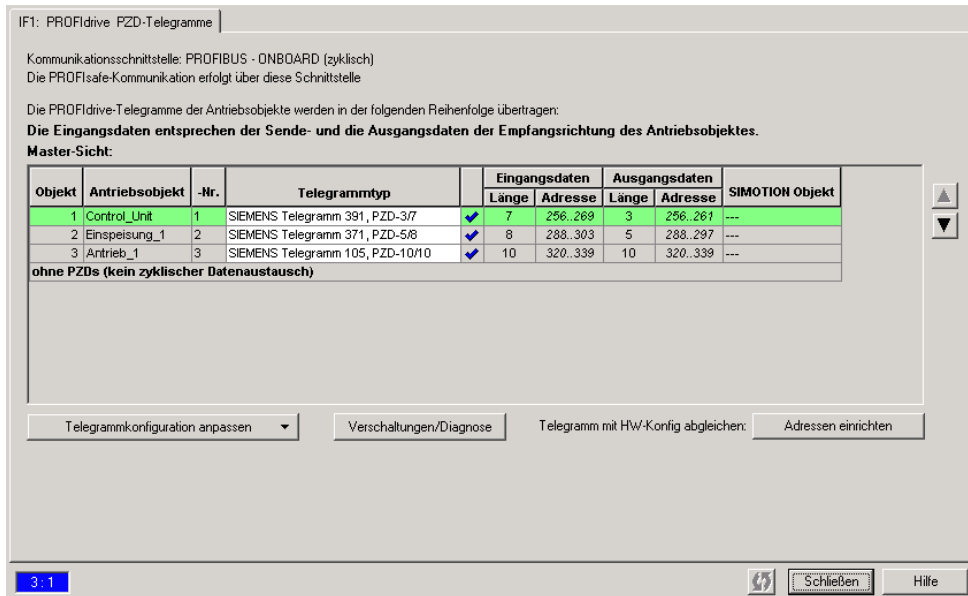 IF1: PROFIdrive PZD-Telegramme
Kommunikationsschnittstelle: PROFIBUS - ONBOARD (zyklisch)
Die PROFIsafe-Kommunikation erfolgt über diese Schnittstelle
Die PROFIdrive-Telegramme der Antriebsobjekte werden in der folgenden Reihenfolge übertragen:
Die Eingangsdaten entsprechen der Sende- und die Ausgangsdaten der Empfangsrichtung des Antriebsobjektes.
Master-Sicht:
Objekt Antriebsobjekt -Nr. Telegrammtyp Eingangsdaten Ausgangsdaten SIMOTION Objekt
Länge Adresse Länge Adresse
1 Control_Unit 1 SIEMENS Telegramm 391, PZD-3/7 7 256..269 3 256..261 ---
2 Einspeisung_1 2 SIEMENS Telegramm 371, PZD-5/8 8 288..303 5 288..297 ---
3 Antrieb_1 3 SIEMENS Telegramm 105, PZD-10/10 10 320..339 10 320..339 ---
ohne PZDs (kein zyklischer Datenaustausch)
Telegrammkonfiguration anpassen Verschaltungen/Diagnose Telegramm mit HW-Konfig abgleichen: Adressen einrichten
3 : 1 Schließen Hilfe